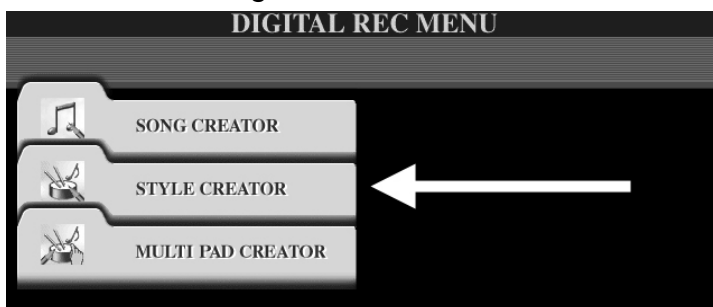 DIGITAL REC MENU
SONG CREATOR
STYLE CREATOR
MULTI PAD CREATOR